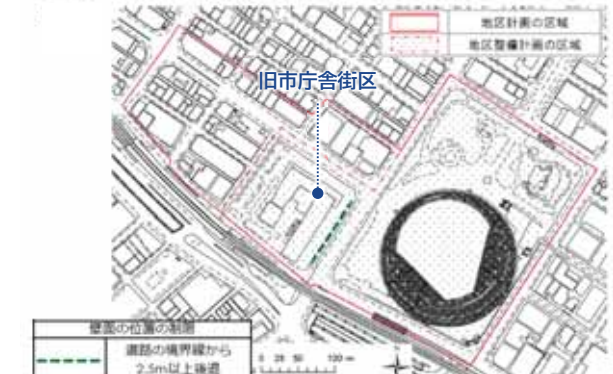 地区計画の区域
地区整備計画の区域
旧市庁舎街区
壁面の位置の制限
道路の境界線から
2.5m以上後退
0 25 50 100 m